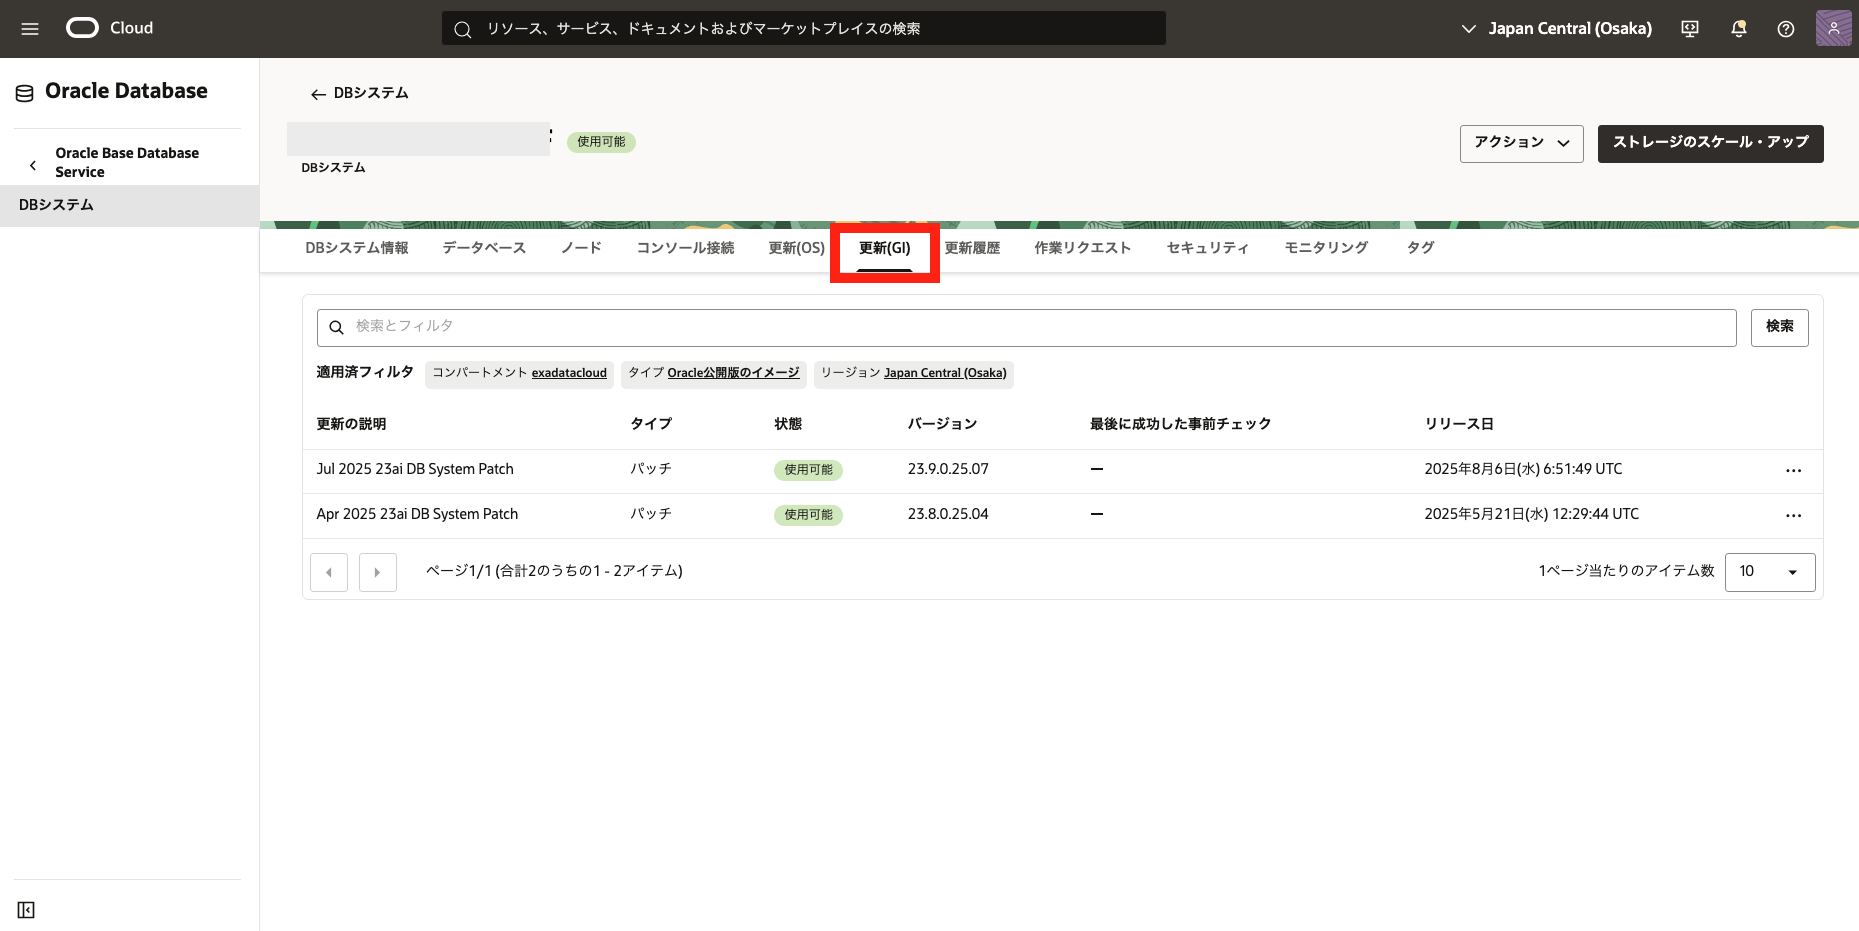 Cloud
リソース、サービス、ドキュメントおよびマーケットプレイスの検索
Japan Central (Osaka)
Oracle Database
Oracle Base Database
Service
DBシステム
DBシステム
使用可能
DBシステム
アクション
ストレージのスケール・アップ
DBシステム情報 データベース ノード コンソール接続 更新(OS) 更新(GI) 更新履歴 作業リクエスト セキュリティ モニタリング タグ
検索とフィルタ
検索
適用済フィルタ コンパートメント exadatacloud タイプ Oracle公開版のイメージ リージョン Japan Central (Osaka)
更新の説明 タイプ 状態 バージョン 最後に成功した事前チェック リリース日
Jul 2025 23ai DB System Patch パッチ 使用可能 23.9.0.25.07 — 2025年8月6日(水) 6:51:49 UTC
Apr 2025 23ai DB System Patch パッチ 使用可能 23.8.0.25.04 — 2025年5月21日(水) 12:29:44 UTC
ページ1/1 (合計2のうちの1 - 2アイテム)
1ページ当たりのアイテム数 10